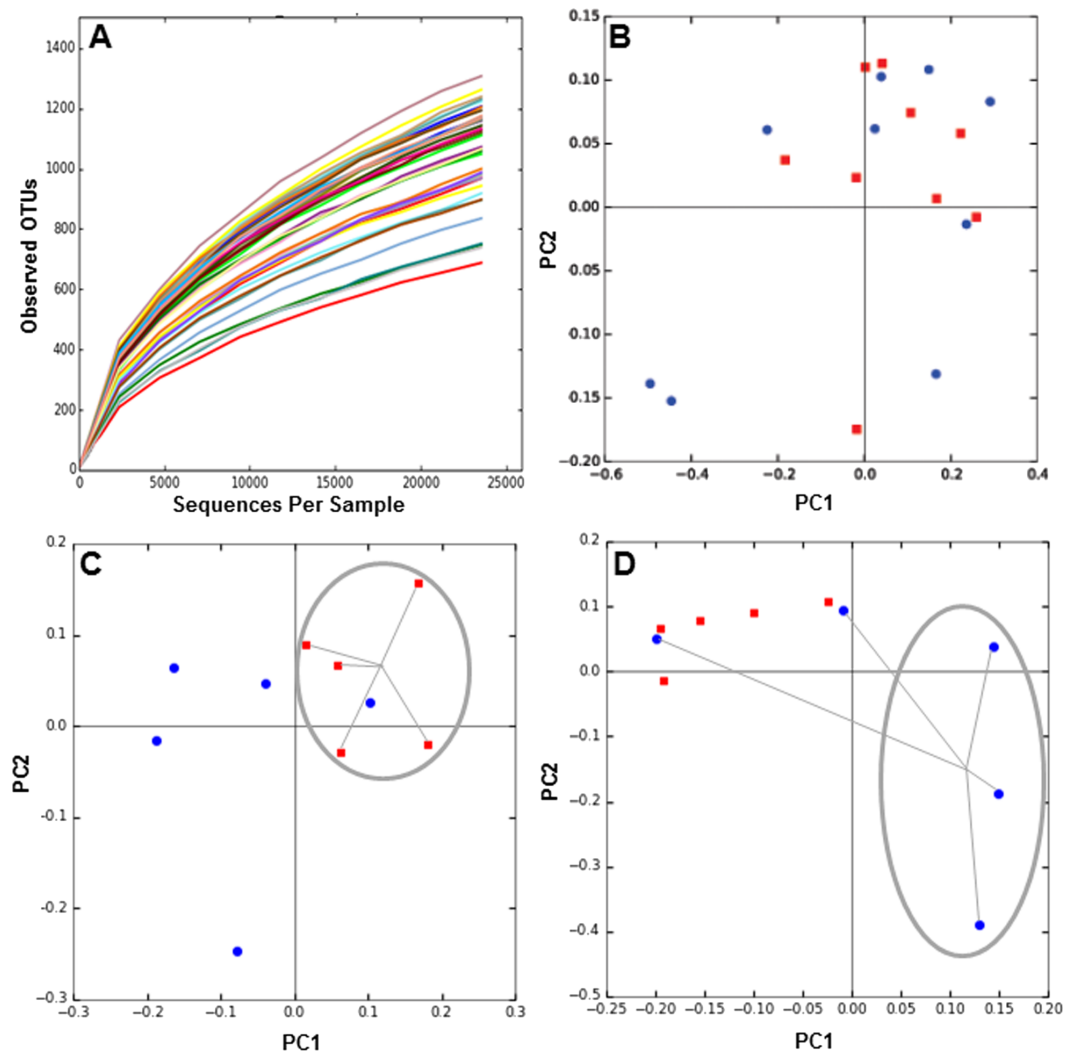 A
1400
1200
1000
800
600
400
200
0
Observed OTUs
0 5000 10000 15000 20000 25000
Sequences Per Sample
B
0.15
0.10
0.05
0.00
0.05
0.10
0.15
−0.20
PC2
−0.6 −0.4 −0.2 0.0 0.2 0.4
PC1
C
0.2
0.1
0.0
−0.1
−0.2
−0.3
PC2
−0.3 −0.2 −0.1 0.0 0.1 0.2 0.3
PC1
D
0.2
0.1
0.0
−0.1
−0.2
−0.3
−0.4
−0.5
PC2
−0.25 −0.20 −0.15 −0.10 −0.05 0.00 0.05 0.10 0.15 0.20
PC1